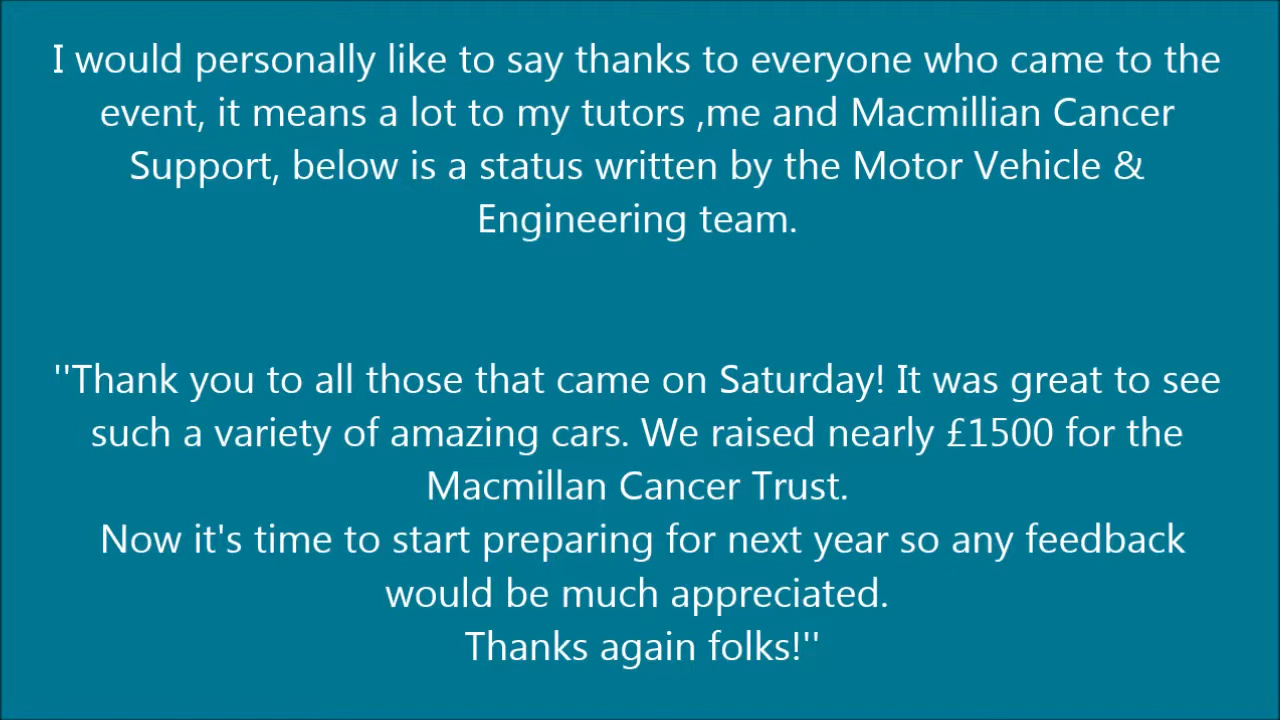 I would personally like to say thanks to everyone who came to the
event, it means a lot to my tutors ,me and Macmillian Cancer
Support, below is a status written by the Motor Vehicle &
Engineering team.
''Thank you to all those that came on Saturday! It was great to see
such a variety of amazing cars. We raised nearly £1500 for the
Macmillan Cancer Trust.
Now it's time to start preparing for next year so any feedback
would be much appreciated.
Thanks again folks!''